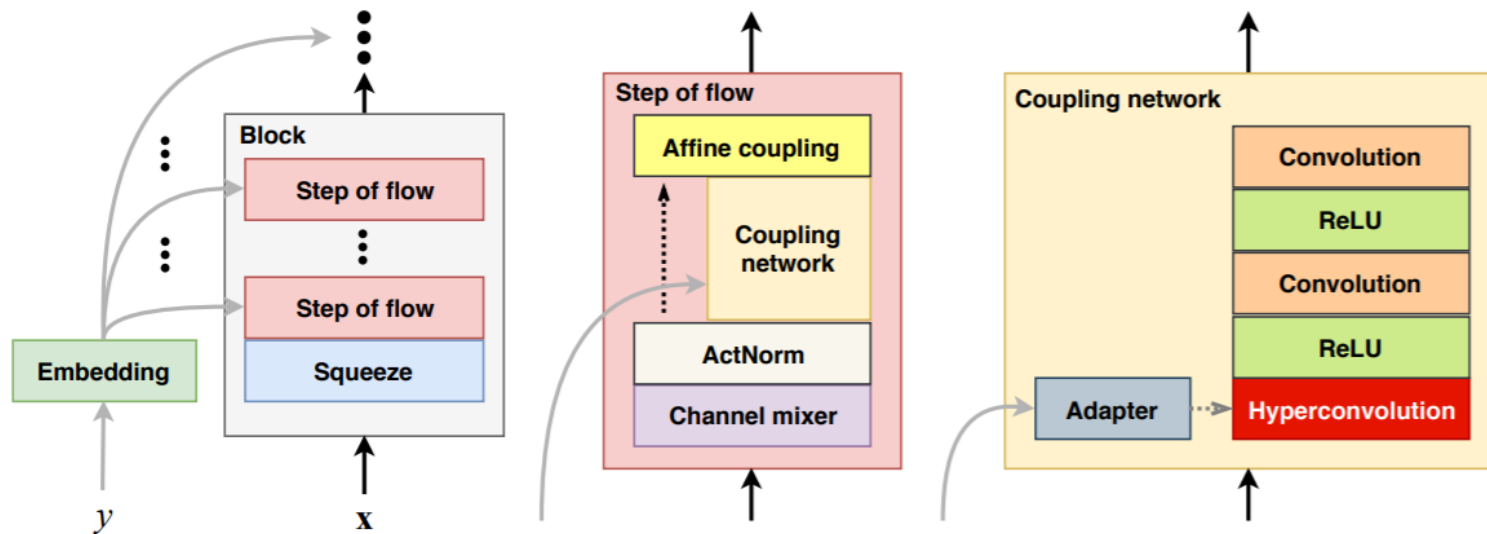 Block
Step of flow
Step of flow
Squeeze
Embedding
y
x
Step of flow
Affine coupling
Coupling
network
ActNorm
Channel mixer
Coupling network
Convolution
ReLU
Convolution
ReLU
Adapter
Hyperconvolution